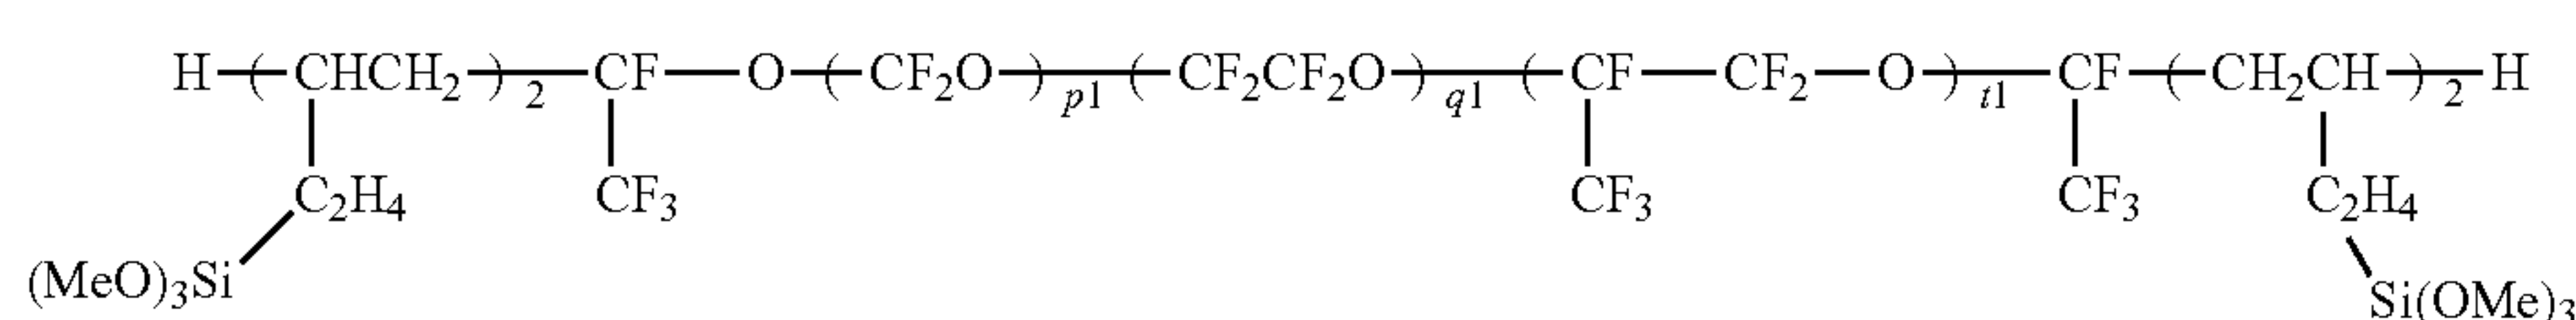 H—(—CHCH₂—)₂—CF—O—(—CF₂O—)p1—(—CF₂CF₂O—)q1—(—CF—CF₂—O—)t1—CF—(—CH₂CH—)₂—H
C₂H₄ CF₃ CF₃ CF₃ C₂H₄
(MeO)₃Si Si(OMe)₃